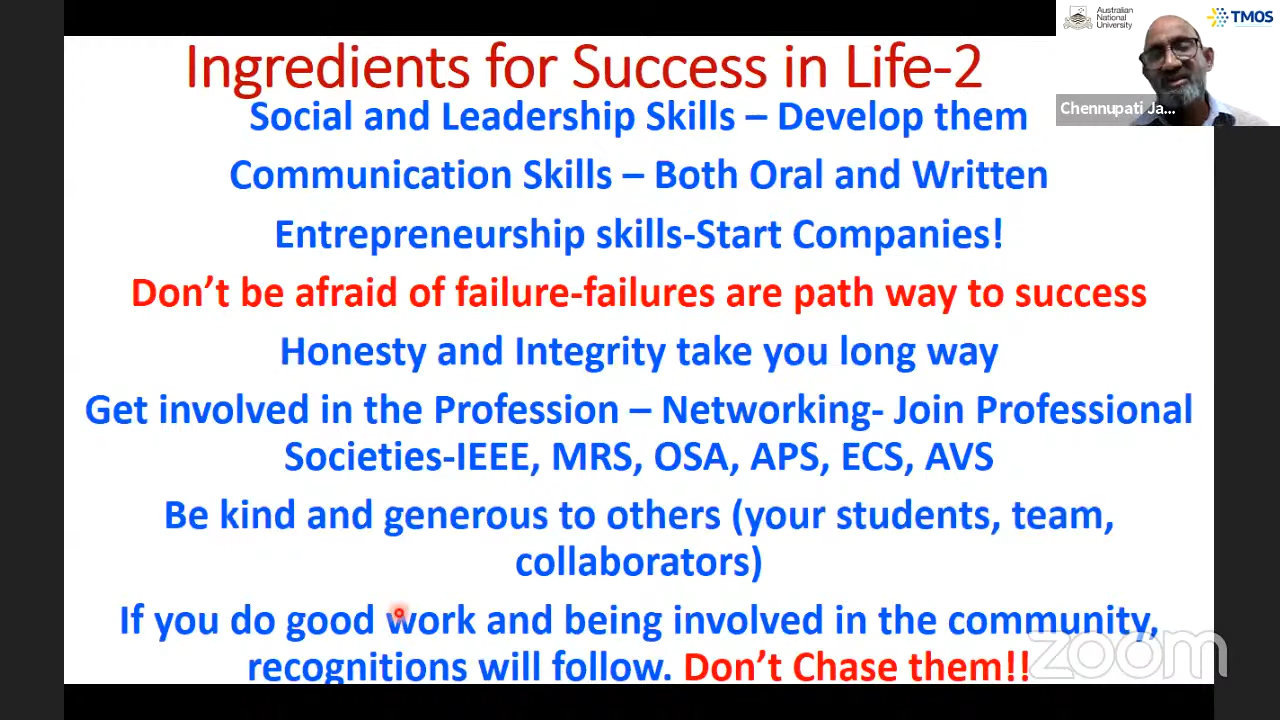 Australian
National
University
TMOS
Chennupati Ja...
Ingredients for Success in Life-2
Social and Leadership Skills – Develop them
Communication Skills – Both Oral and Written
Entrepreneurship skills-Start Companies!
Don't be afraid of failure-failures are path way to success
Honesty and Integrity take you long way
Get involved in the Profession – Networking- Join Professional
Societies-IEEE, MRS, OSA, APS, ECS, AVS
Be kind and generous to others (your students, team,
collaborators)
If you do good work and being involved in the community,
recognitions will follow. Don't Chase them!!
zoom